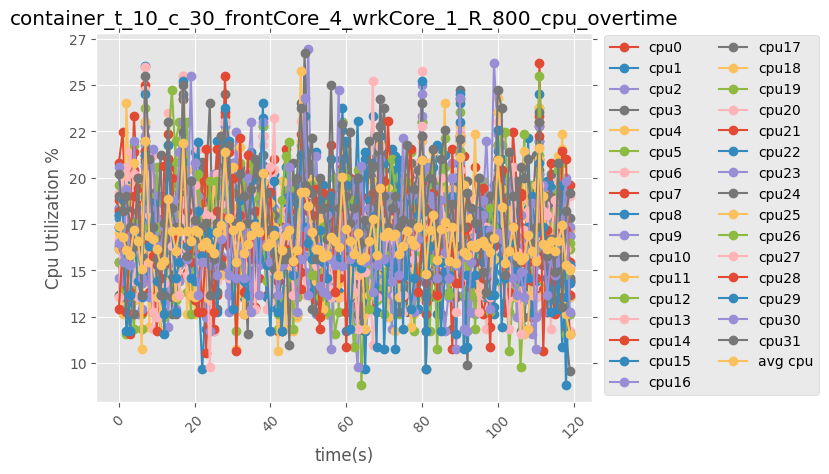 container_t_10_c_30_frontCore_4_wrkCore_1_R_800_cpu_overtime
27
25
22
20
17
15
12
10
Cpu Utilization %
0
20
40
60
80
100
120
time(s)
cpu0
cpu1
cpu2
cpu3
cpu4
cpu5
cpu6
cpu7
cpu8
cpu9
cpu10
cpu11
cpu12
cpu13
cpu14
cpu15
cpu16
cpu17
cpu18
cpu19
cpu20
cpu21
cpu22
cpu23
cpu24
cpu25
cpu26
cpu27
cpu28
cpu29
cpu30
cpu31
avg cpu